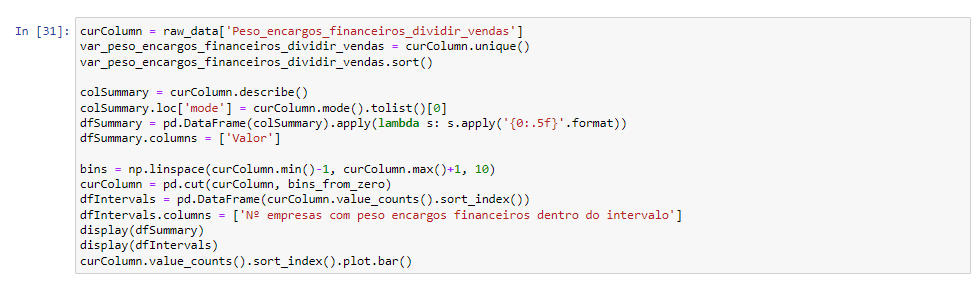 In [31]: curColumn = raw_data['Peso_encargos_financeiros_dividir_vendas']
var_peso_encargos_financeiros_dividir_vendas = curColumn.unique()
var_peso_encargos_financeiros_dividir_vendas.sort()
colSummary = curColumn.describe()
colSummary.loc['mode'] = curColumn.mode().tolist()[0]
dfSummary = pd.DataFrame(colSummary).apply(lambda s: s.apply('{0:.5f}'.format))
dfSummary.columns = ['Valor']
bins = np.linspace(curColumn.min()-1, curColumn.max()+1, 10)
curColumn = pd.cut(curColumn, bins_from_zero)
dfIntervals = pd.DataFrame(curColumn.value_counts().sort_index())
dfIntervals.columns = ['Nº empresas com peso encargos financeiros dentro do intervalo']
display(dfSummary)
display(dfIntervals)
curColumn.value_counts().sort_index().plot.bar()